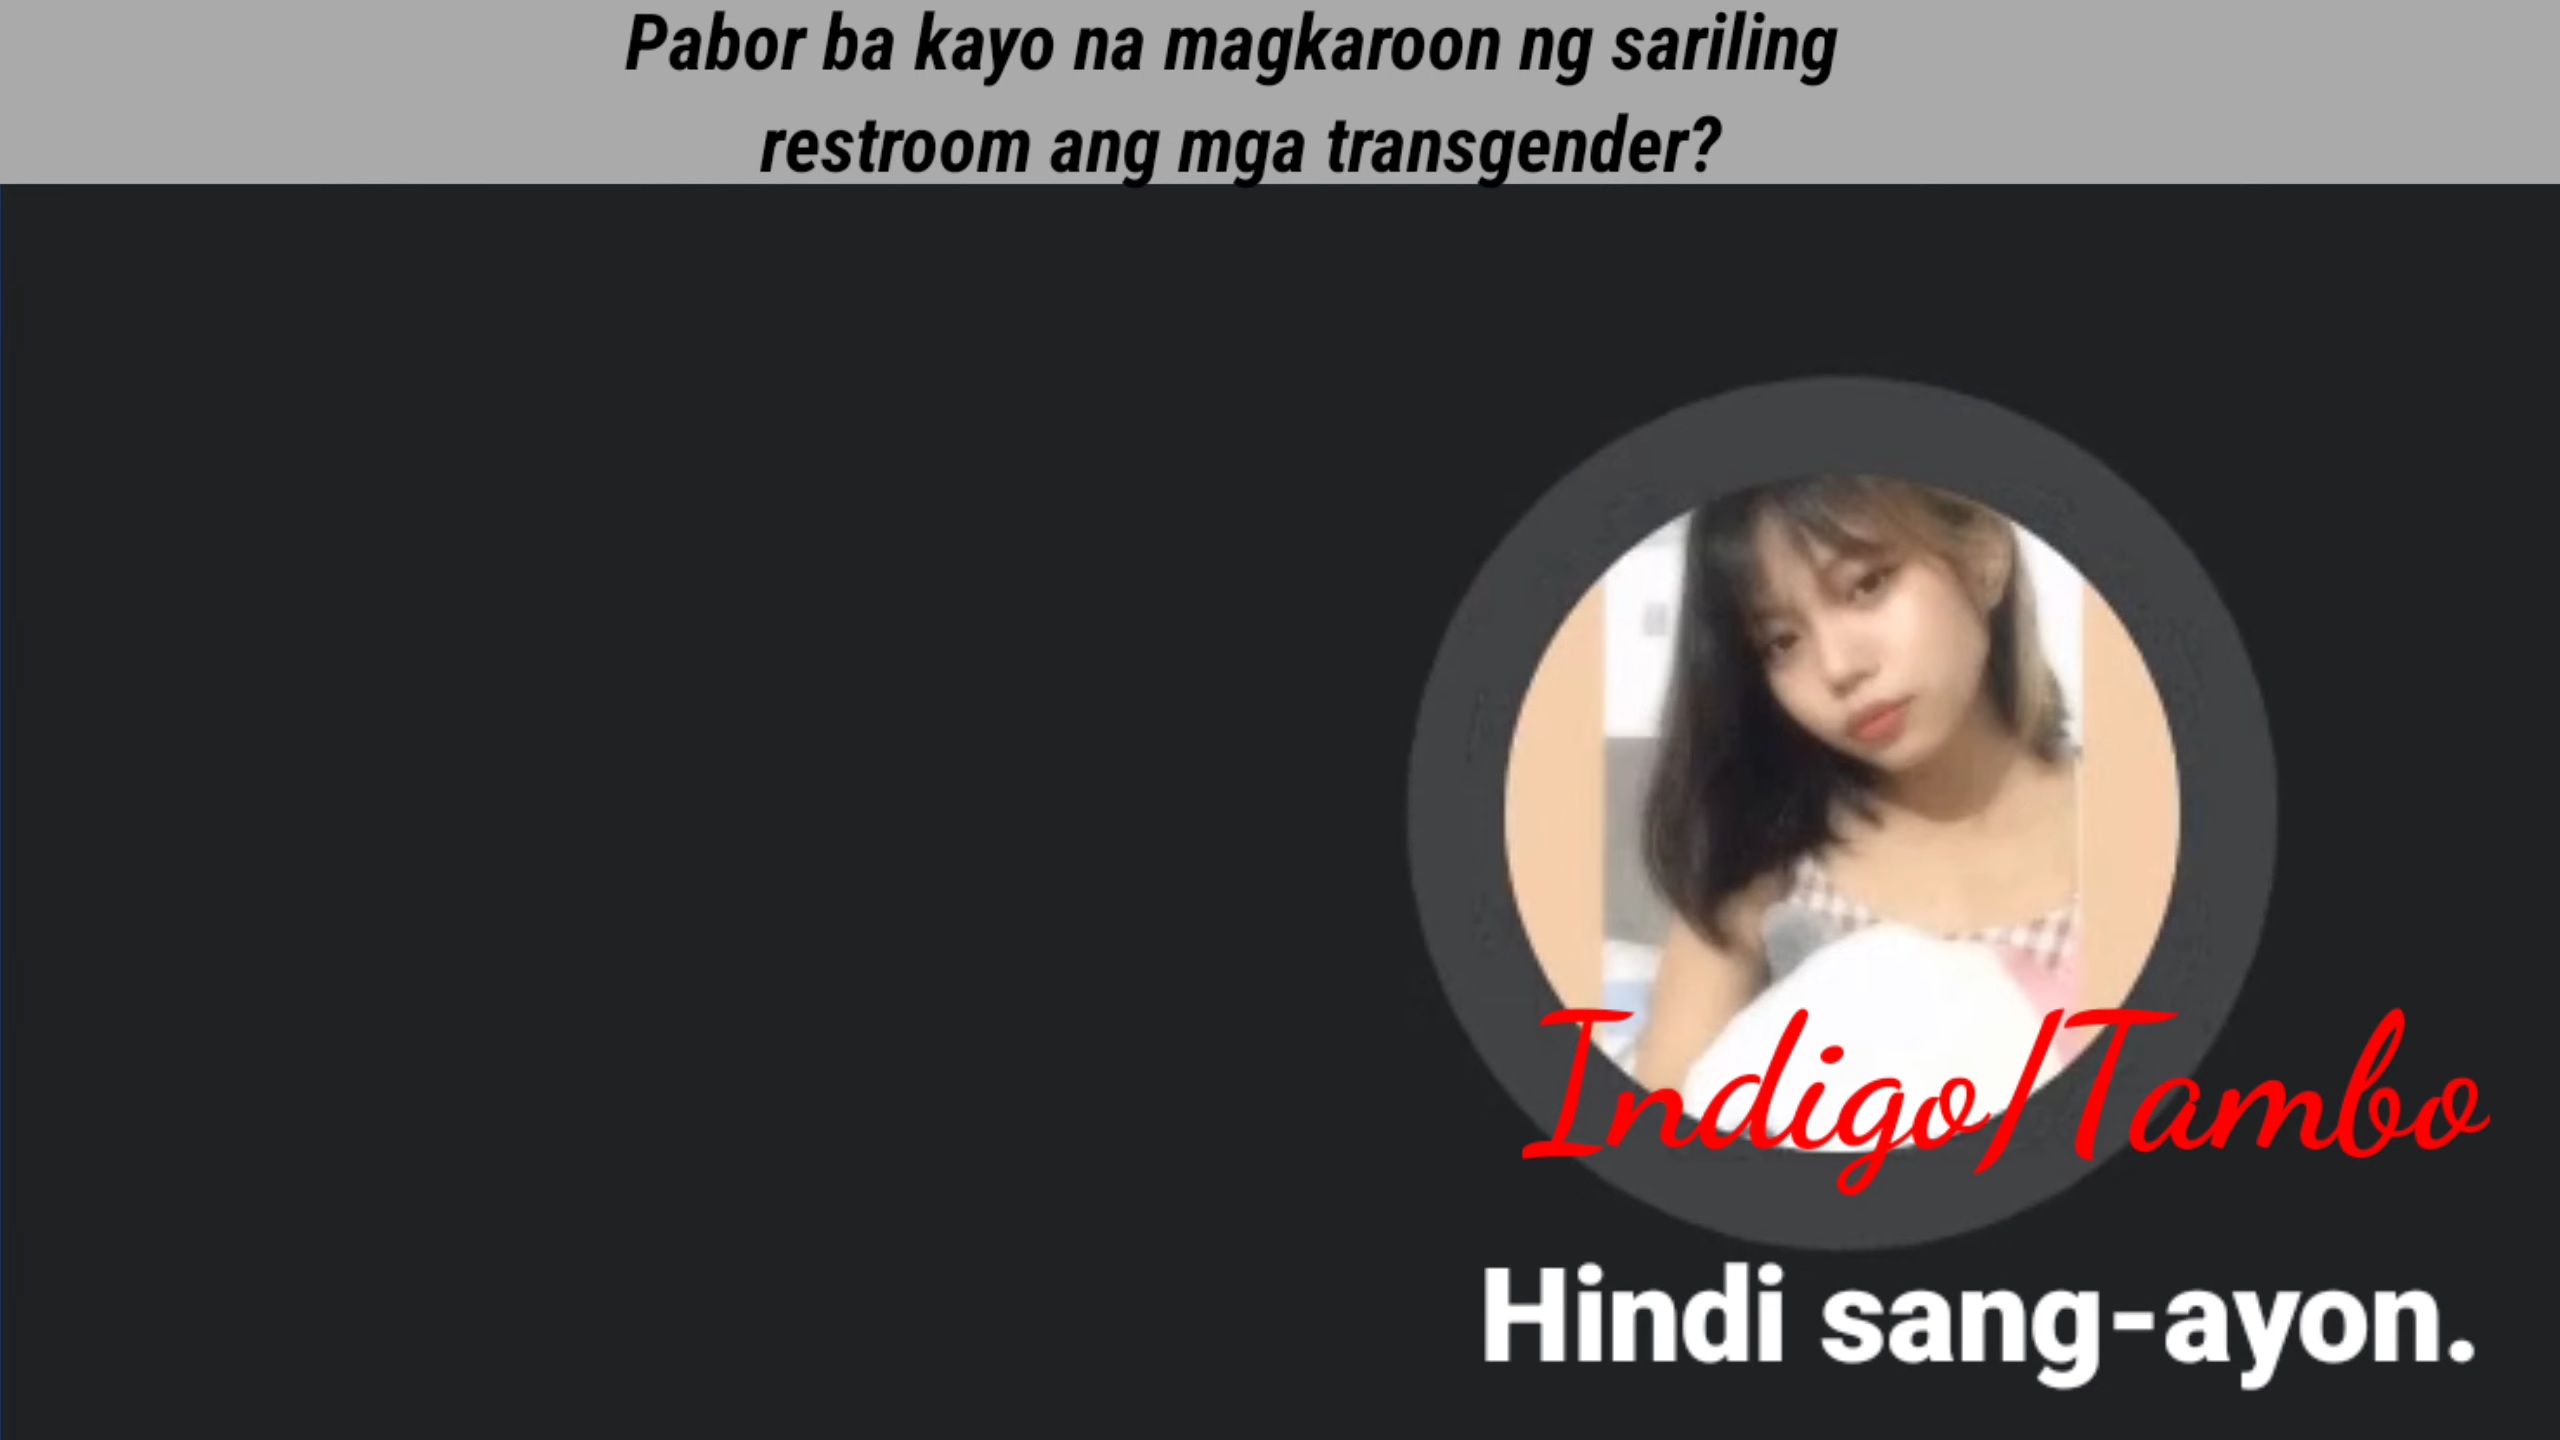 Pabor ba kayo na magkaroon ng sariling
restroom ang mga transgender?
Indigo/Tambo
Hindi sang-ayon.